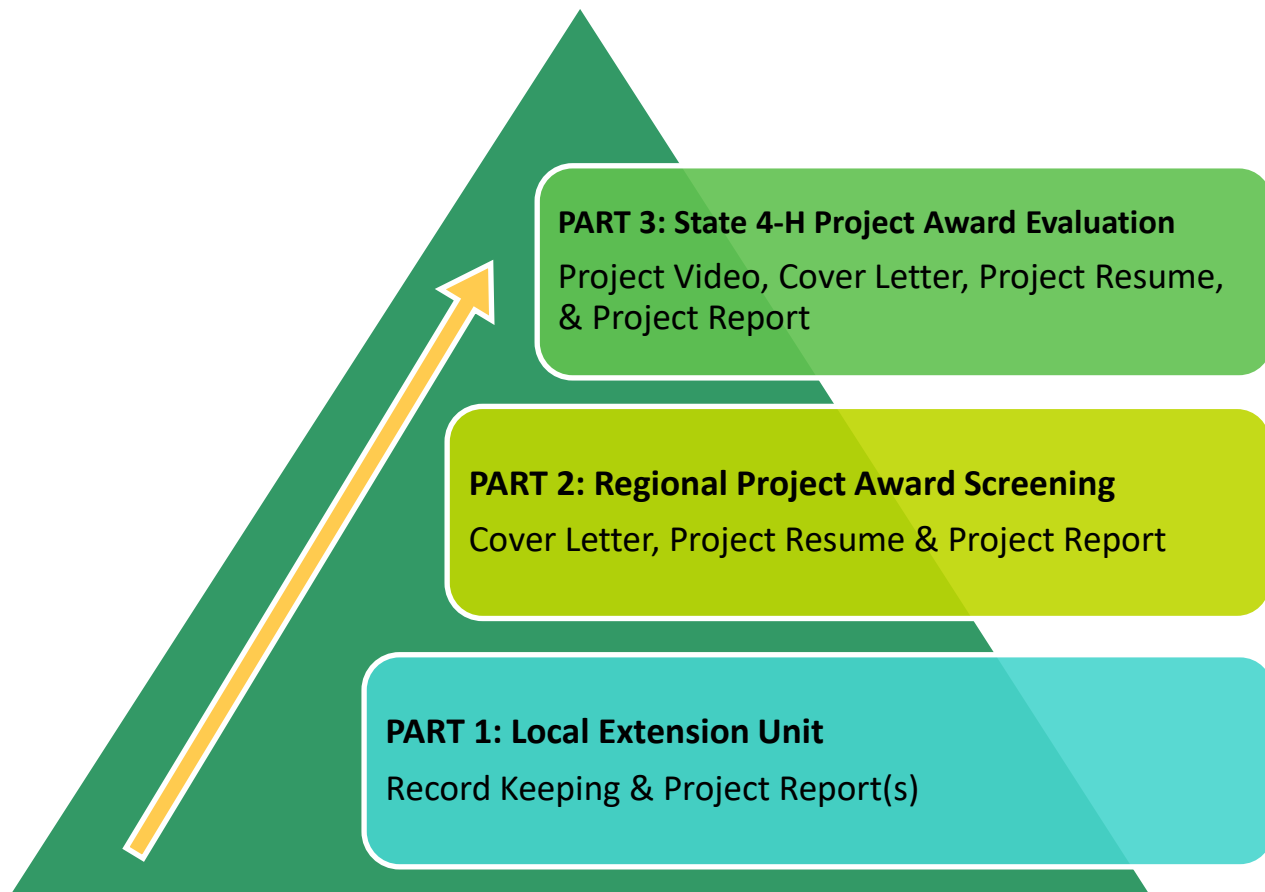 PART 3: State 4-H Project Award Evaluation
Project Video, Cover Letter, Project Resume,
& Project Report
PART 2: Regional Project Award Screening
Cover Letter, Project Resume & Project Report
PART 1: Local Extension Unit
Record Keeping & Project Report(s)